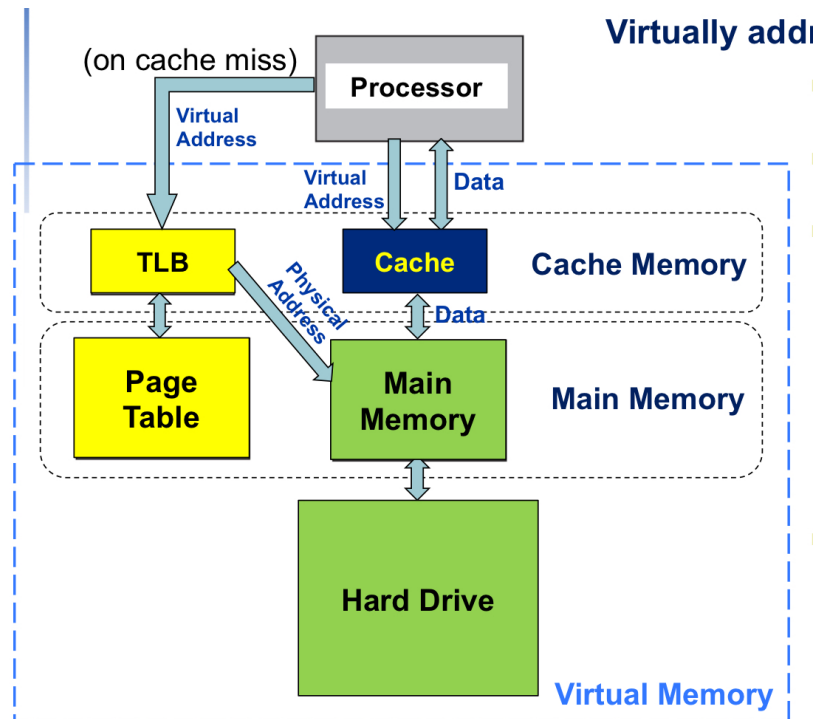 Virtually addr
(on cache miss)
Processor
Virtual
Address
Virtual
Address
Data
TLB
Cache
Cache Memory
Physical
Address
Data
Page
Table
Main
Memory
Main Memory
Hard Drive
Virtual Memory